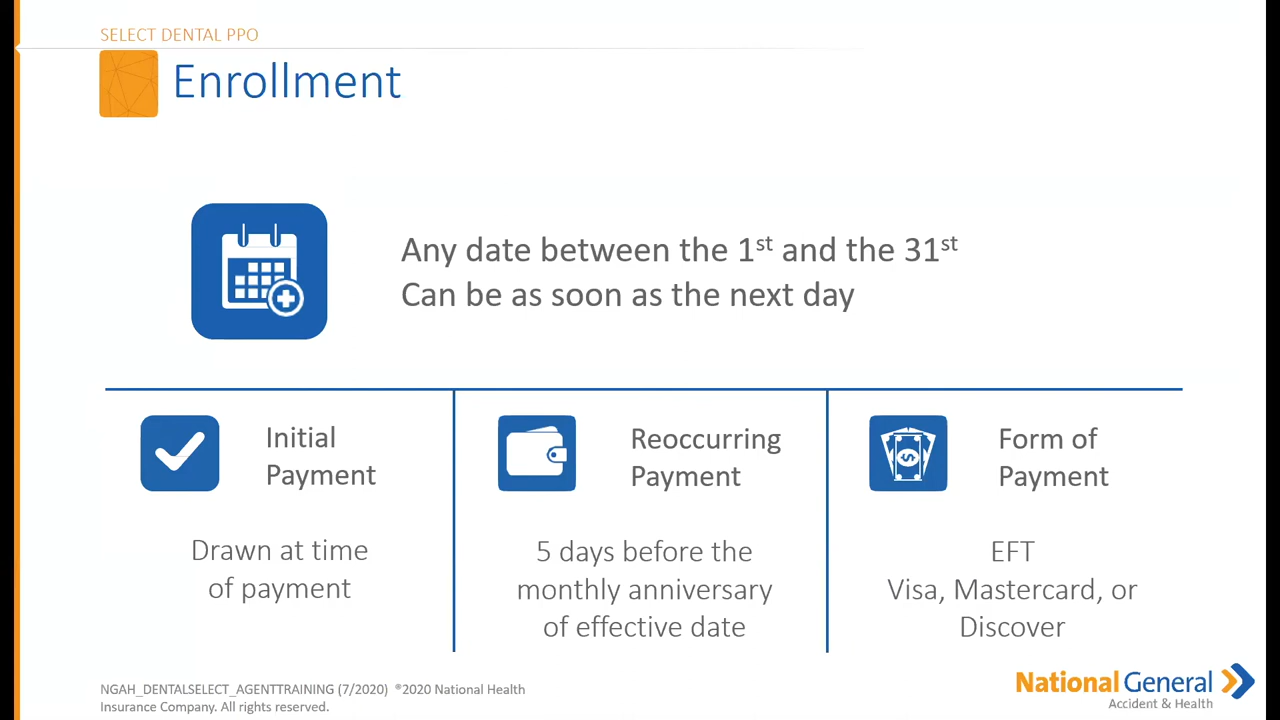 SELECT DENTAL PPO
Enrollment
Any date between the 1st and the 31st
Can be as soon as the next day
Initial
Payment
Drawn at time
of payment
Reoccurring
Payment
5 days before the
monthly anniversary
of effective date
Form of
Payment
EFT
Visa, Mastercard, or
Discover
NGAH_DENTALSELECT_AGENTTRAINING (7/2020) ®2020 National Health
Insurance Company. All rights reserved.
National General
Accident & Health